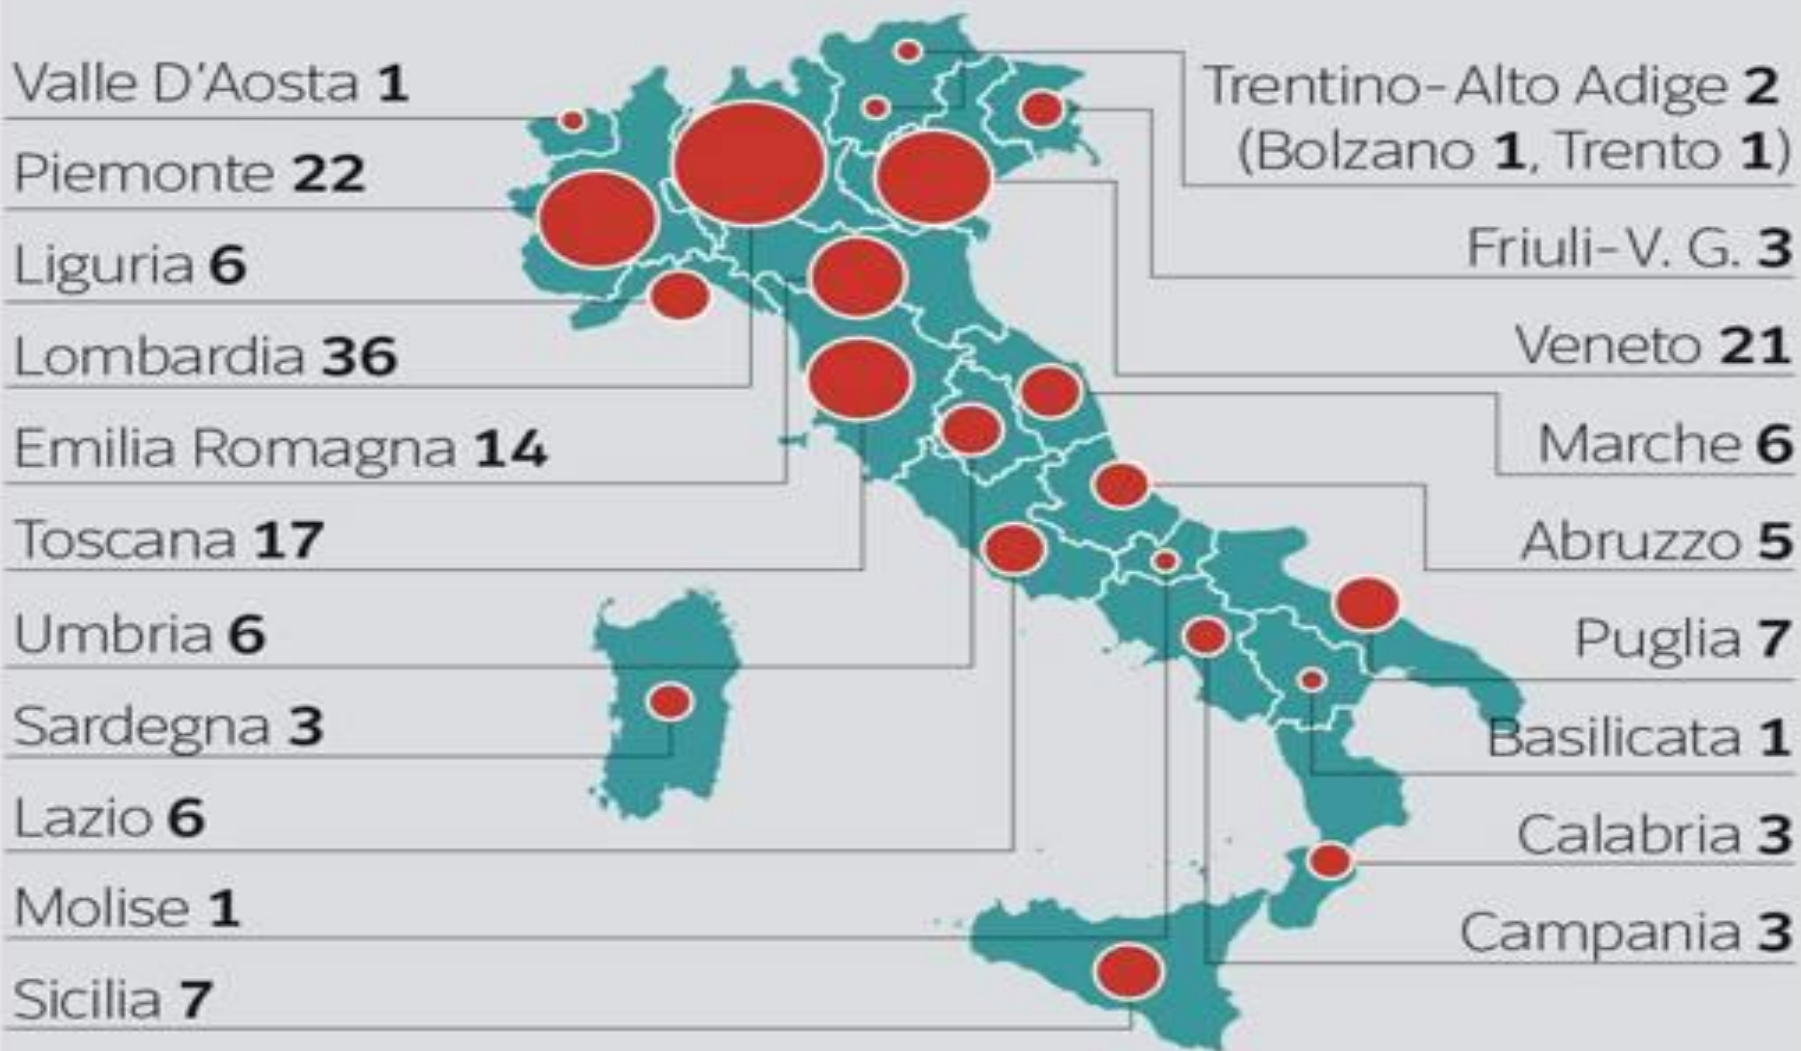 Valle D'Aosta 1
Piemonte 22
Liguria 6
Lombardia 36
Emilia Romagna 14
Toscana 17
Umbria 6
Sardegna 3
Lazio 6
Molise 1
Sicilia 7
Trentino-Alto Adige 2
(Bolzano 1, Trento 1)
Friuli-V. G. 3
Veneto 21
Marche 6
Abruzzo 5
Puglia 7
Basilicata 1
Calabria 3
Campania 3